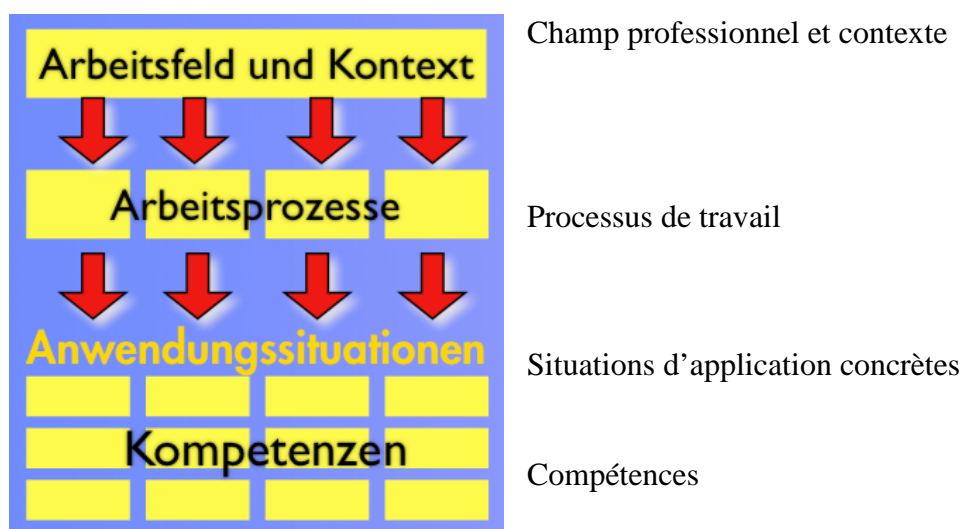 Arbeitsfeld und Kontext
Champ professionnel et contexte
Arbeitsprozesse
Processus de travail
Anwendungssituationen
Situations d’application concrètes
Kompetenzen
Compétences